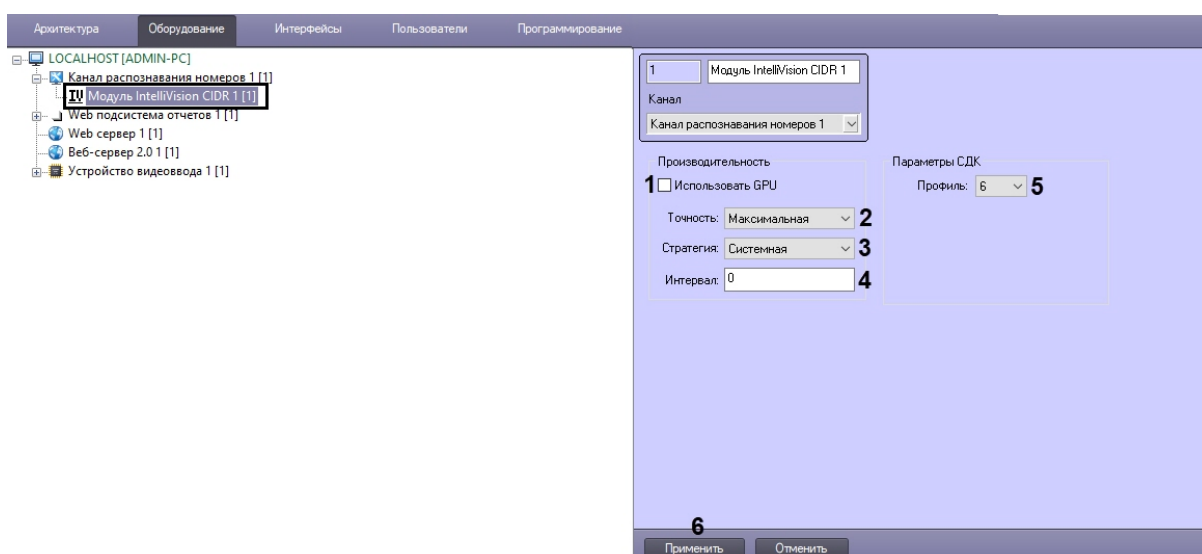 Архитектура Оборудование Интерфейсы Пользователи Программирование
LOCALHOST [ADMIN-PC]
Канал распознавания номеров 1 [1]
IV Модуль IntelliVision CIDR 1 [1]
Web подсистема отчетов 1 [1]
Web сервер 1 [1]
Веб-сервер 2.0 1 [1]
Устройство видеоввода 1 [1]
1 Модуль IntelliVision CIDR 1
Канал
Канал распознавания номеров 1
Производительность
1 Использовать GPU
Точность: Максимальная 2
Стратегия: Системная 3
Интервал: 0 4
Параметры СДК
Профиль: 6 5
6
Применить Отменить